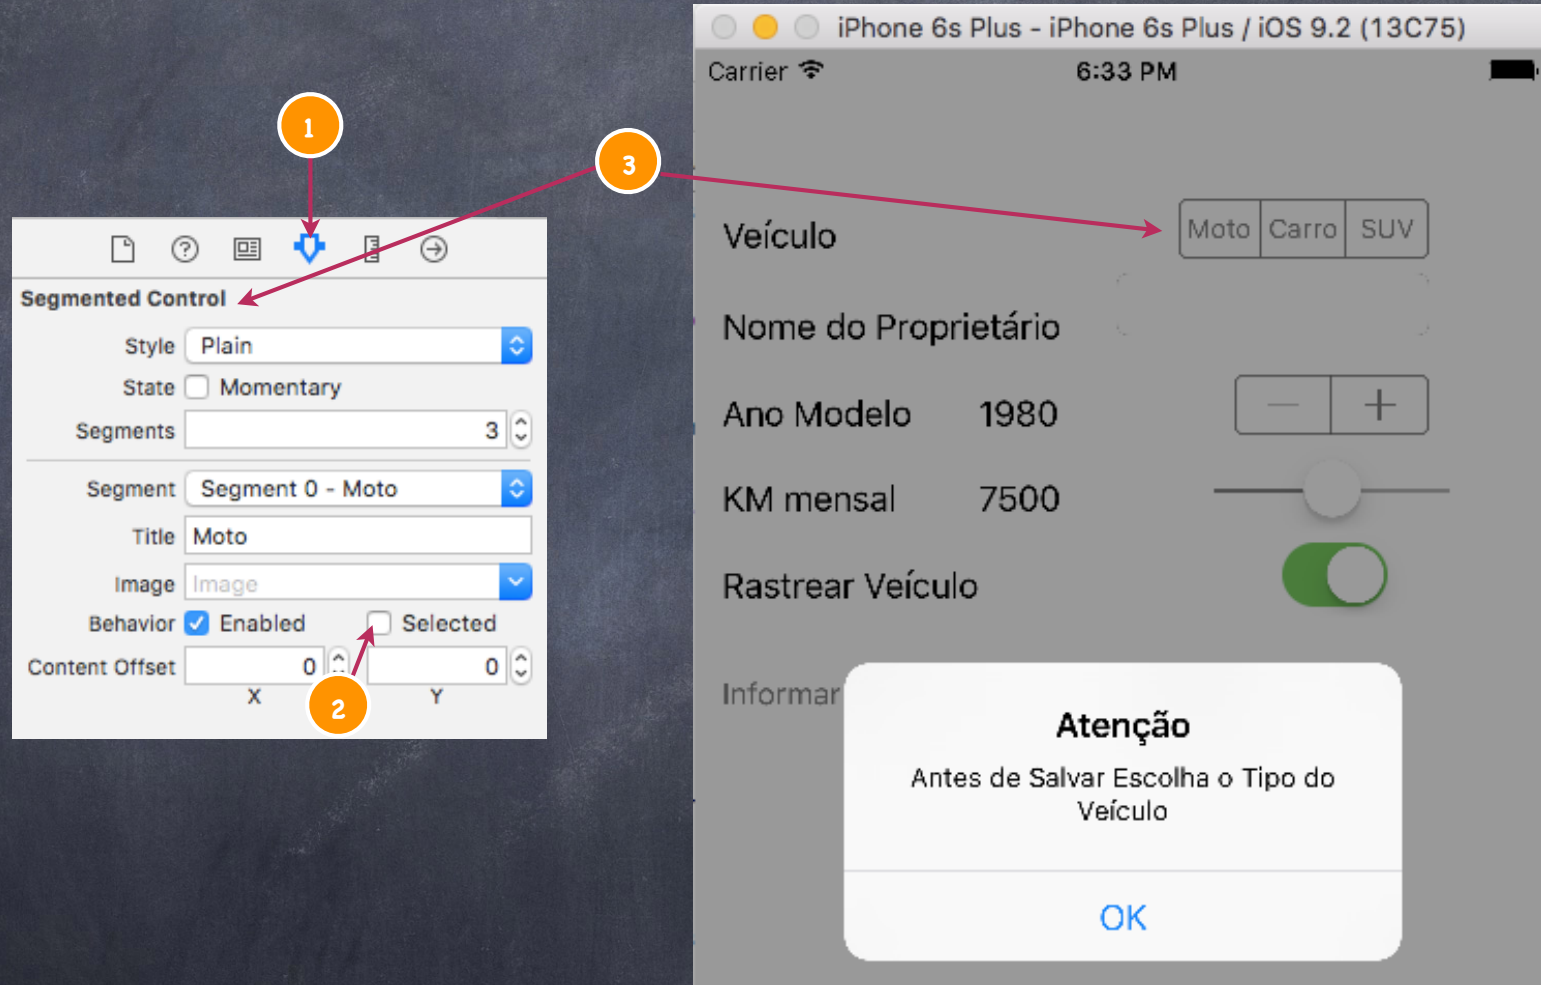 iPhone 6s Plus - iPhone 6s Plus / iOS 9.2 (13C75)
Carrier
6:33 PM
1
3
Segmented Control
Style Plain
State Momentary
Segments 3
Segment Segment 0 - Moto
Title Moto
Image Image
Behavior Enabled Selected
Content Offset 0 0
X Y
2
Veículo Moto Carro SUV
Nome do Proprietário
Ano Modelo 1980 − +
KM mensal 7500
Rastrear Veículo
Informar
Atenção
Antes de Salvar Escolha o Tipo do
Veículo
OK